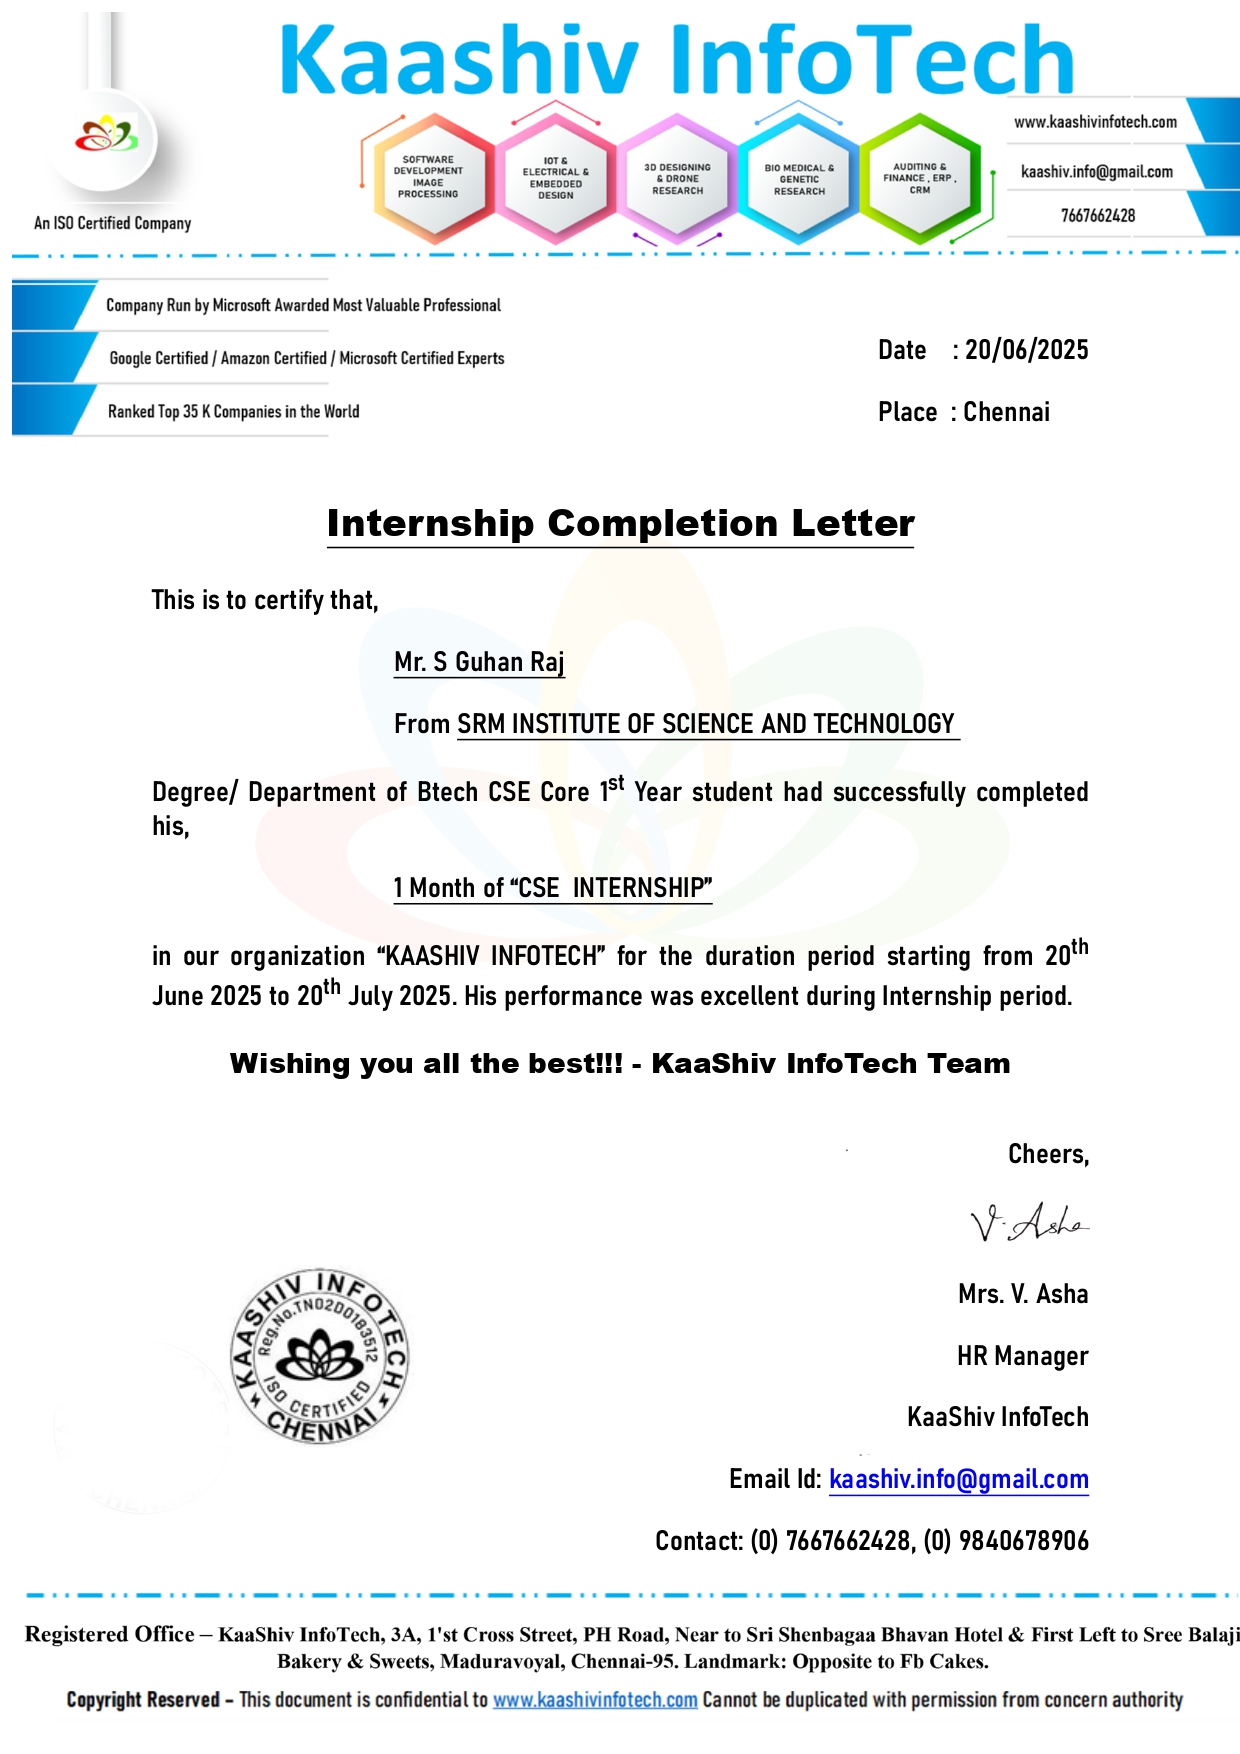 Kaashiv InfoTech
SOFTWARE
DEVELOPMENT
IMAGE
PROCESSING
IOT &
ELECTRICAL &
EMBEDDED
DESIGN
3D DESIGNING
& DRONE
RESEARCH
BIO MEDICAL &
GENETIC
RESEARCH
AUDITING &
FINANCE , ERP ,
CRM
www.kaashivinfotech.com
kaashiv.info@gmail.com
7667662428
An ISO Certified Company
Company Run by Microsoft Awarded Most Valuable Professional
Google Certified / Amazon Certified / Microsoft Certified Experts
Ranked Top 35 K Companies in the World
Date : 20/06/2025
Place : Chennai
Internship Completion Letter
This is to certify that,
Mr. S Guhan Raj
From SRM INSTITUTE OF SCIENCE AND TECHNOLOGY
Degree/ Department of Btech CSE Core 1st Year student had successfully completed
his,
1 Month of “CSE INTERNSHIP”
in our organization “KAASHIV INFOTECH” for the duration period starting from 20th
June 2025 to 20th July 2025. His performance was excellent during Internship period.
Wishing you all the best!!! - KaaShiv InfoTech Team
Cheers,
V. Asha
Mrs. V. Asha
HR Manager
KaaShiv InfoTech
Email Id: kaashiv.info@gmail.com
Contact: (0) 7667662428, (0) 9840678906
KAASHIV INFOTECH
Reg.No.TN02D0183512
ISO CERTIFIED
CHENNAI
Registered Office – KaaShiv InfoTech, 3A, 1'st Cross Street, PH Road, Near to Sri Shenbagaa Bhavan Hotel & First Left to Sree Balaji
Bakery & Sweets, Maduravoyal, Chennai-95. Landmark: Opposite to Fb Cakes.
Copyright Reserved – This document is confidential to www.kaashivinfotech.com Cannot be duplicated with permission from concern authority